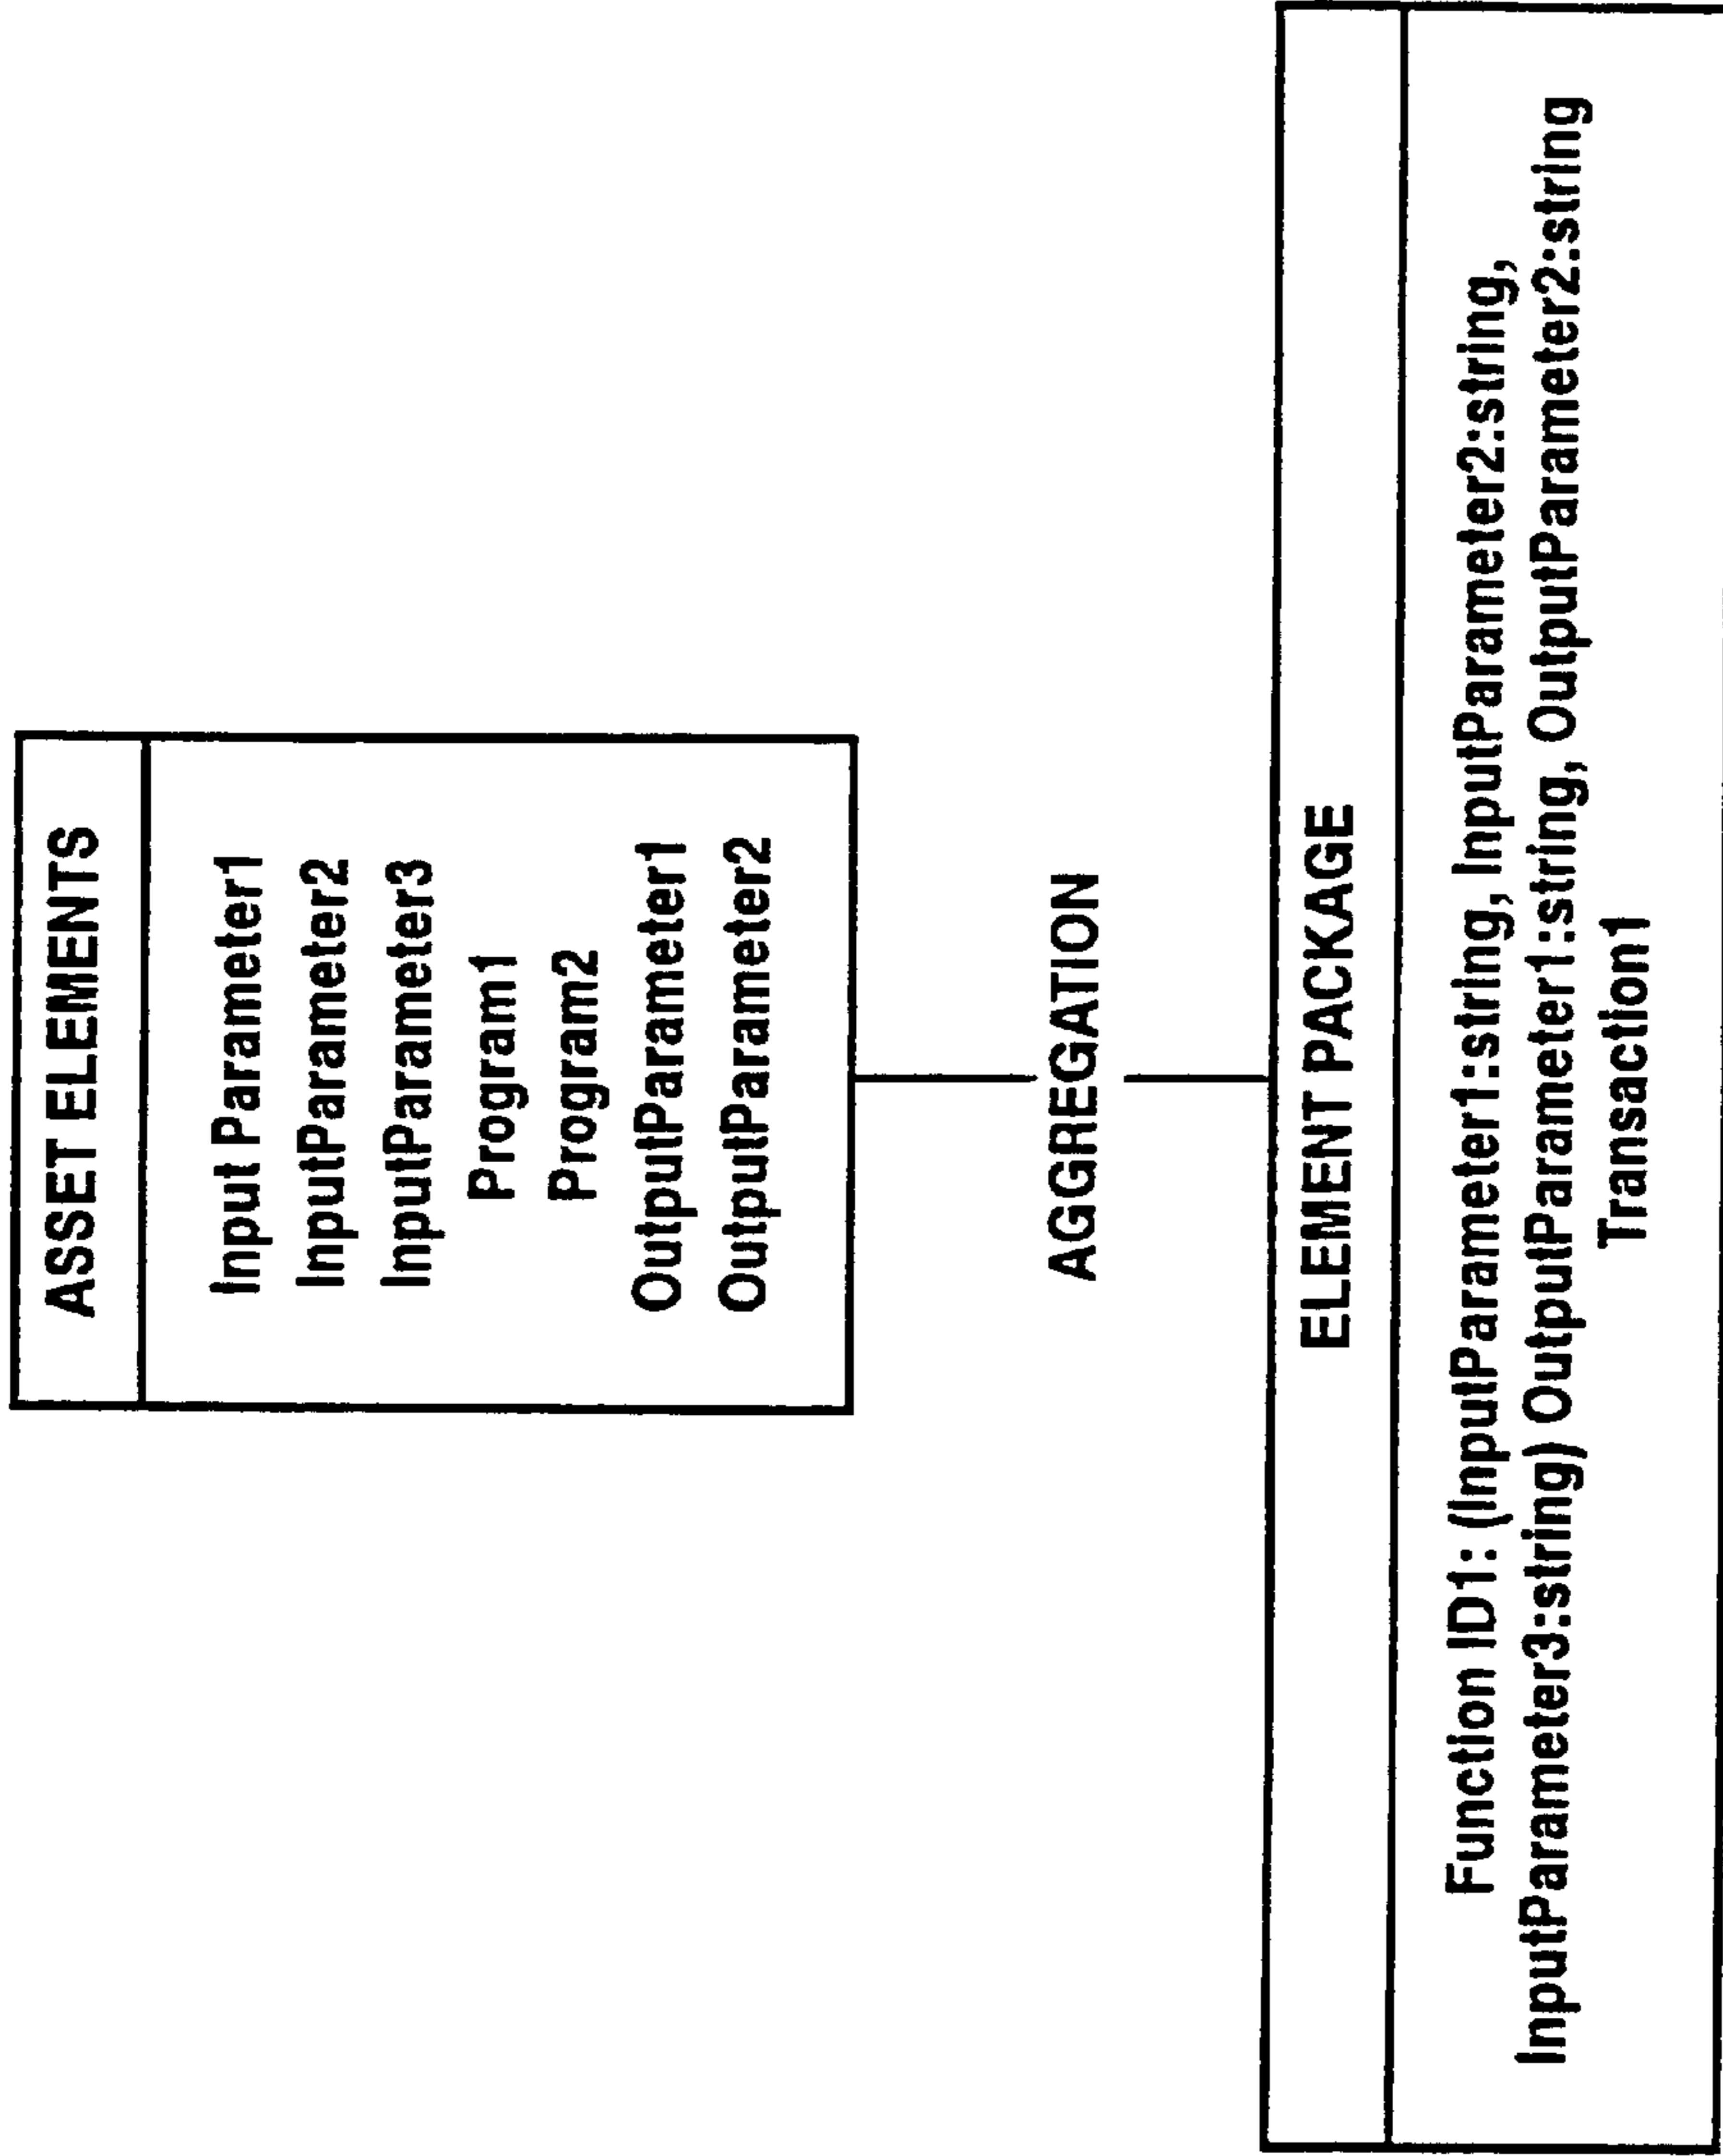 ASSET ELEMENTS
Input Parameter1
InputParameter2
InputParameter3
Program1
Program2
OutputParameter1
OutputParameter2
AGGREGATION
ELEMENT PACKAGE
Function ID1: (InputParameter1:string, InputParameter2:string,
InputParameter3:string) OutputParameter1:string, OutputParameter2:string
Transaction1